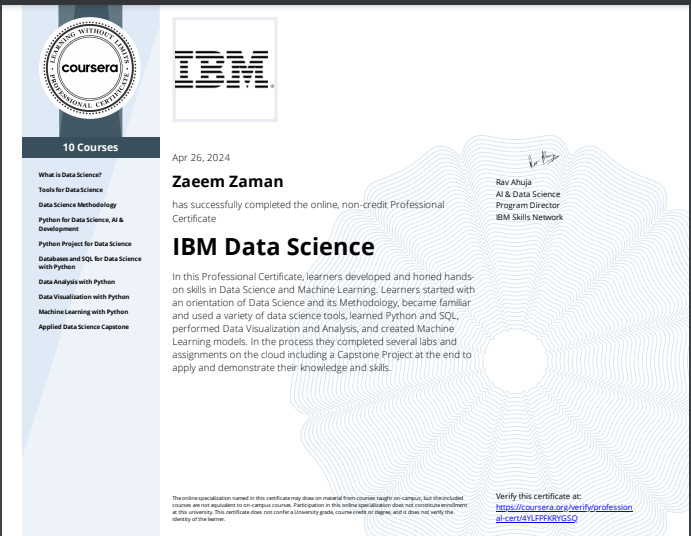 LEARNING WITHOUT LIMITS
coursera
PROFESSIONAL CERTIFICATE
10 Courses
What is Data Science?
Tools for Data Science
Data Science Methodology
Python for Data Science, AI &
Development
Python Project for Data Science
Databases and SQL for Data Science
with Python
Data Analysis with Python
Data Visualization with Python
Machine Learning with Python
Applied Data Science Capstone
IBM
Apr 26, 2024
Zaeem Zaman
has successfully completed the online, non-credit Professional
Certificate
IBM Data Science
In this Professional Certificate, learners developed and honed hands-
on skills in Data Science and Machine Learning. Learners started with
an orientation of Data Science and its Methodology, became familiar
and used a variety of data science tools, learned Python and SQL,
performed Data Visualization and Analysis, and created Machine
Learning models. In the process they completed several labs and
assignments on the cloud including a Capstone Project at the end to
apply and demonstrate their knowledge and skills.
Rav Ahuja
AI & Data Science
Program Director
IBM Skills Network
The online specialization named in this certificate may draw on material from courses taught on-campus, but the included
courses are not equivalent to on-campus courses. Participation in this online specialization does not constitute enrollment
at this university. This certificate does not confer a University grade, course credit or degree, and it does not verify the
identity of the learner.
Verify this certificate at:
https://coursera.org/verify/profession
al-cert/4YLFPFKRYGSQ